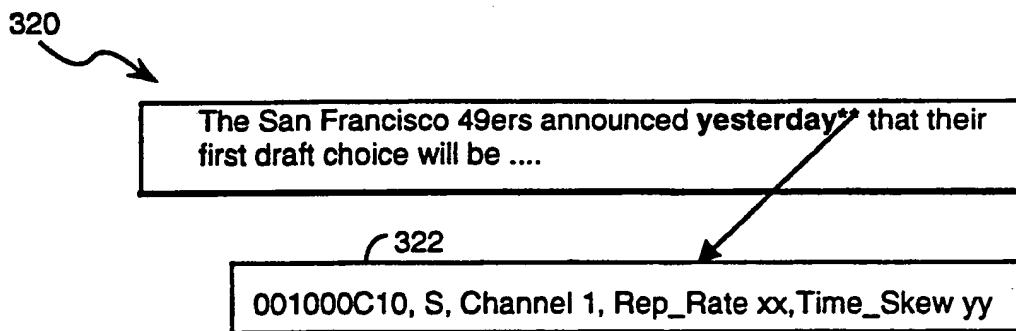 320
The San Francisco 49ers announced yesterday** that their
first draft choice will be ....
322
001000C10, S, Channel 1, Rep_Rate xx,Time_Skew yy